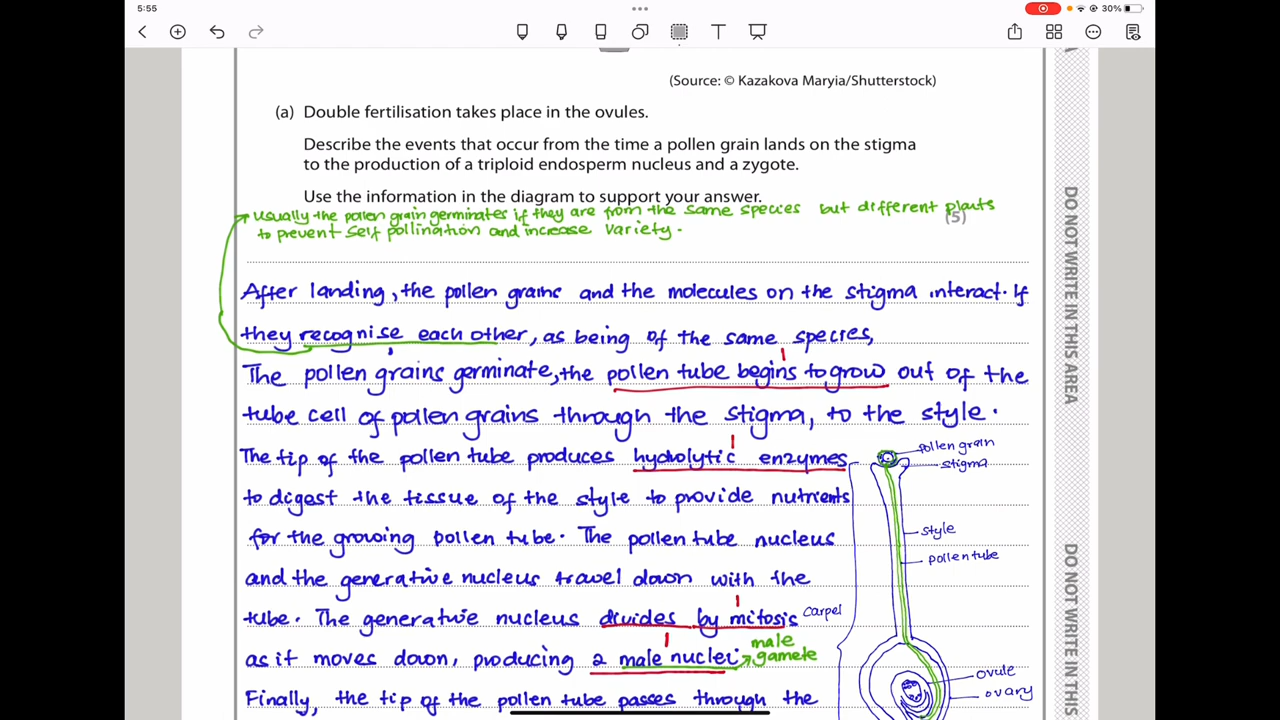 5:55
30%
(Source: © Kazakova Maryia/Shutterstock)
(a) Double fertilisation takes place in the ovules.
Describe the events that occur from the time a pollen grain lands on the stigma
to the production of a triploid endosperm nucleus and a zygote.
Use the information in the diagram to support your answer.
(5)
Usually the pollen grain germinates if they are from the same species but different plants
to prevent self pollination and increase variety.
After landing, the pollen grains and the molecules on the stigma interact. If
they recognise each other, as being of the same species,
The pollen grains germinate, the pollen tube begins to grow out of the
tube cell of pollen grains through the stigma, to the style.
The tip of the pollen tube produces hydrolytic enzymes
to digest the tissue of the style to provide nutrients
for the growing pollen tube. The pollen tube nucleus
and the generative nucleus travel down with the
tube. The generative nucleus divides by mitosis
as it moves down, producing 2 male nuclei
male
gamete
Finally, the tip of the pollen tube passes through the
pollen grain
stigma
style
pollen tube
Carpel
ovule
ovary
DO NOT WRITE IN THIS AREA
DO NOT WRITE IN THIS